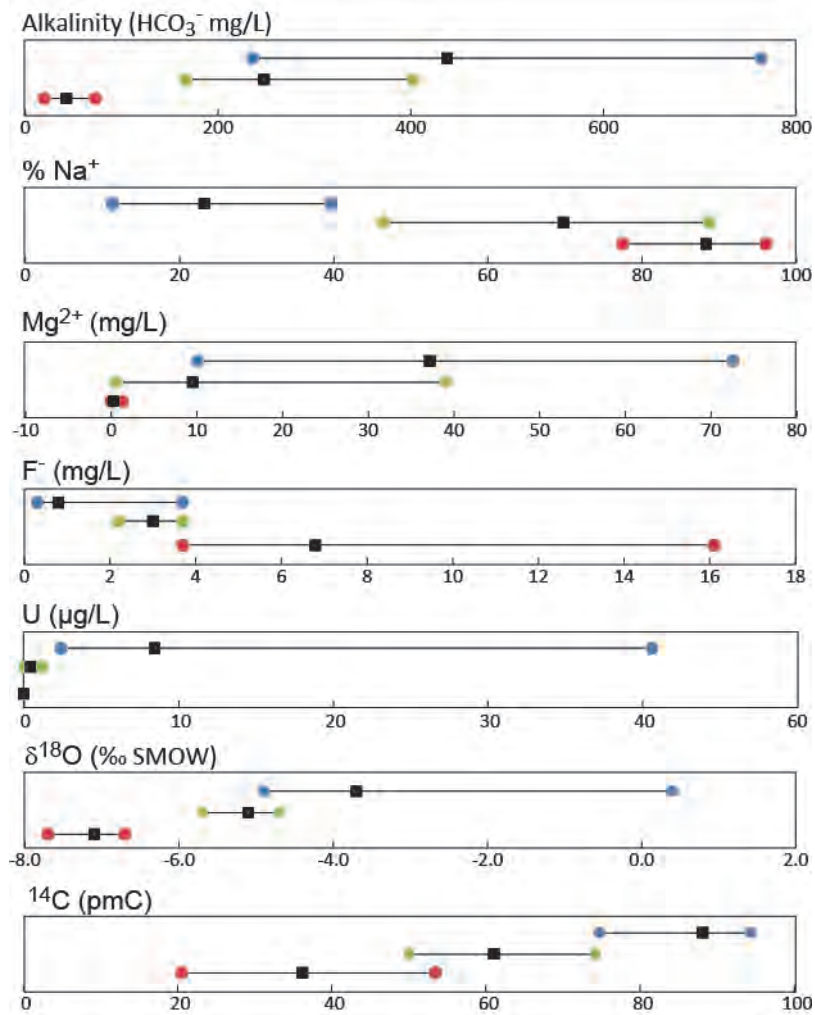 Alkalinity (HCO₃⁻ mg/L)
0 200 400 600 800
% Na⁺
0 20 40 60 80 100
Mg²⁺ (mg/L)
-10 0 10 20 30 40 50 60 70 80
F⁻ (mg/L)
0 2 4 6 8 10 12 14 16 18
U (µg/L)
0 10 20 30 40 60
δ¹⁸O (‰ SMOW)
-8.0 -6.0 -4.0 -2.0 0.0 2.0
¹⁴C (pmC)
0 20 40 60 80 100